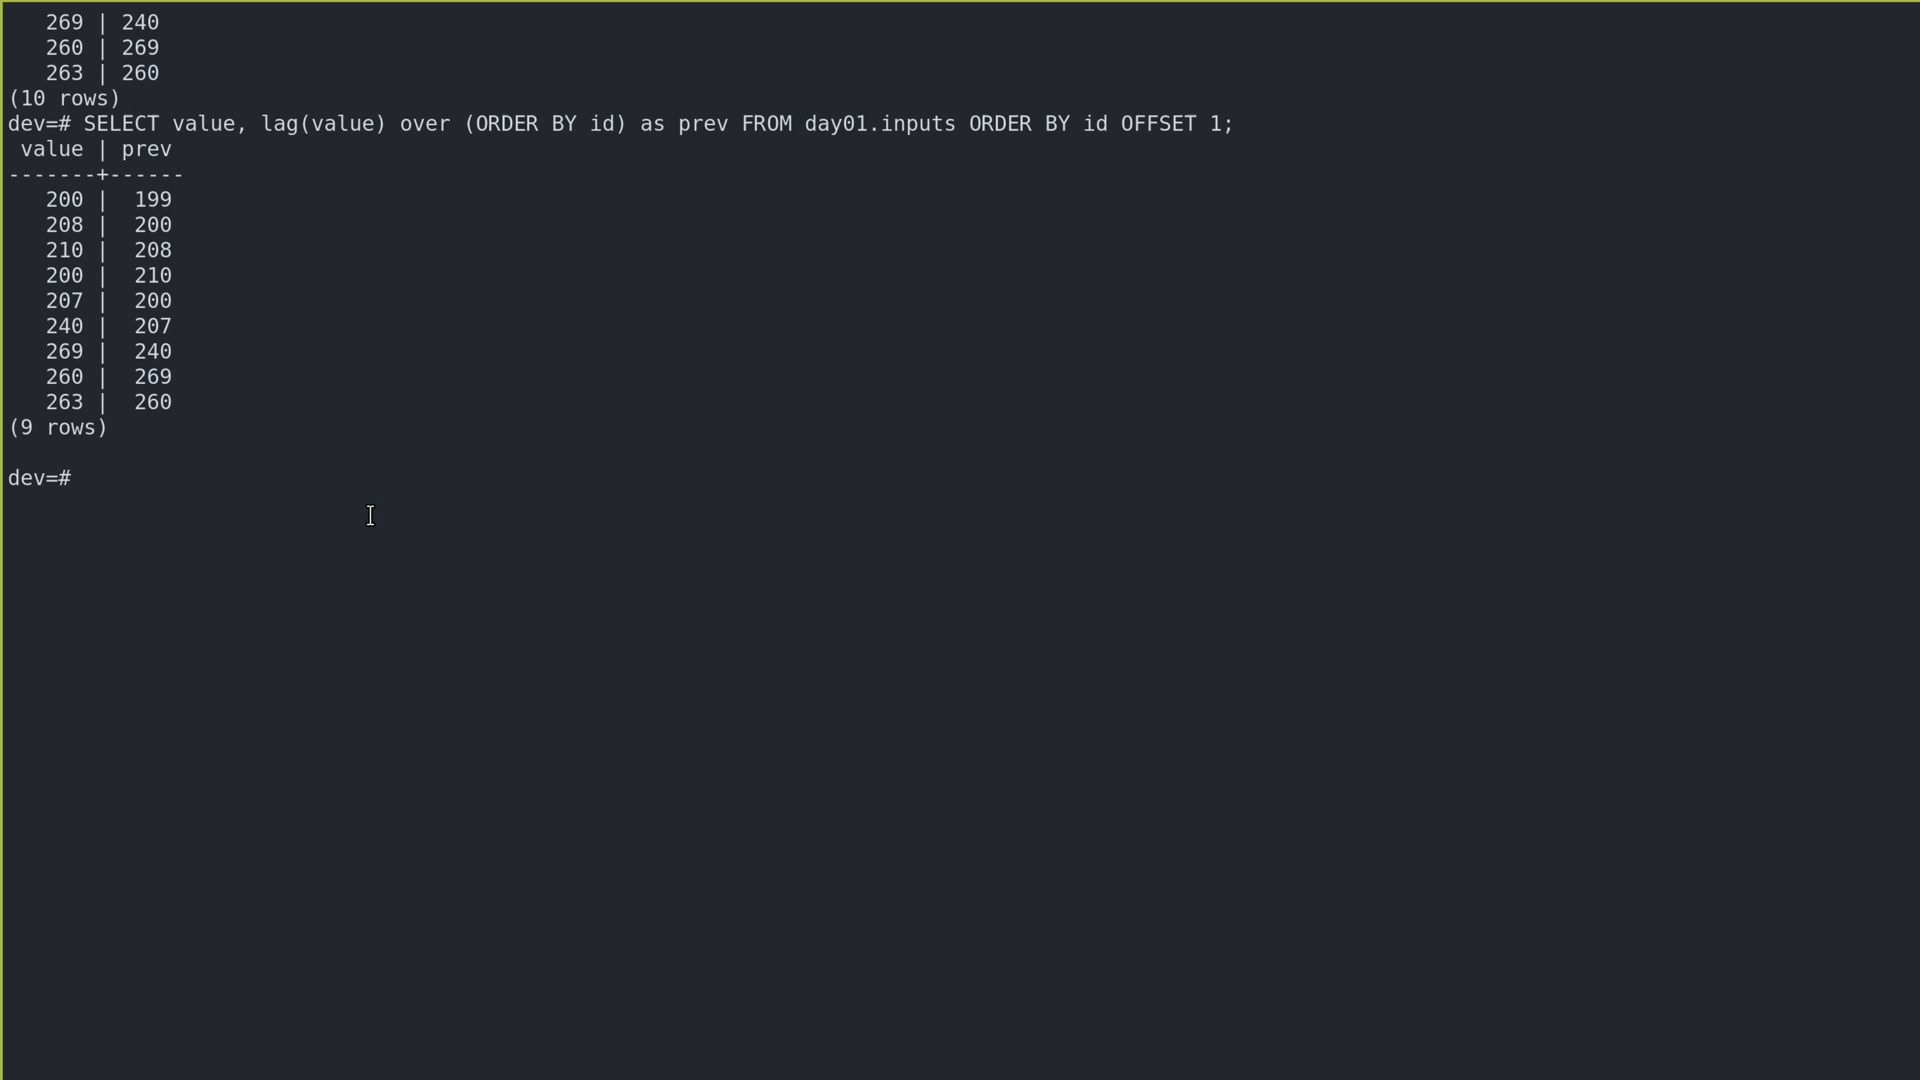 269 | 240
260 | 269
263 | 260
(10 rows)
dev=# SELECT value, lag(value) over (ORDER BY id) as prev FROM day01.inputs ORDER BY id OFFSET 1;
value | prev
-------+------
200 | 199
208 | 200
210 | 208
200 | 210
207 | 200
240 | 207
269 | 240
260 | 269
263 | 260
(9 rows)
dev=#